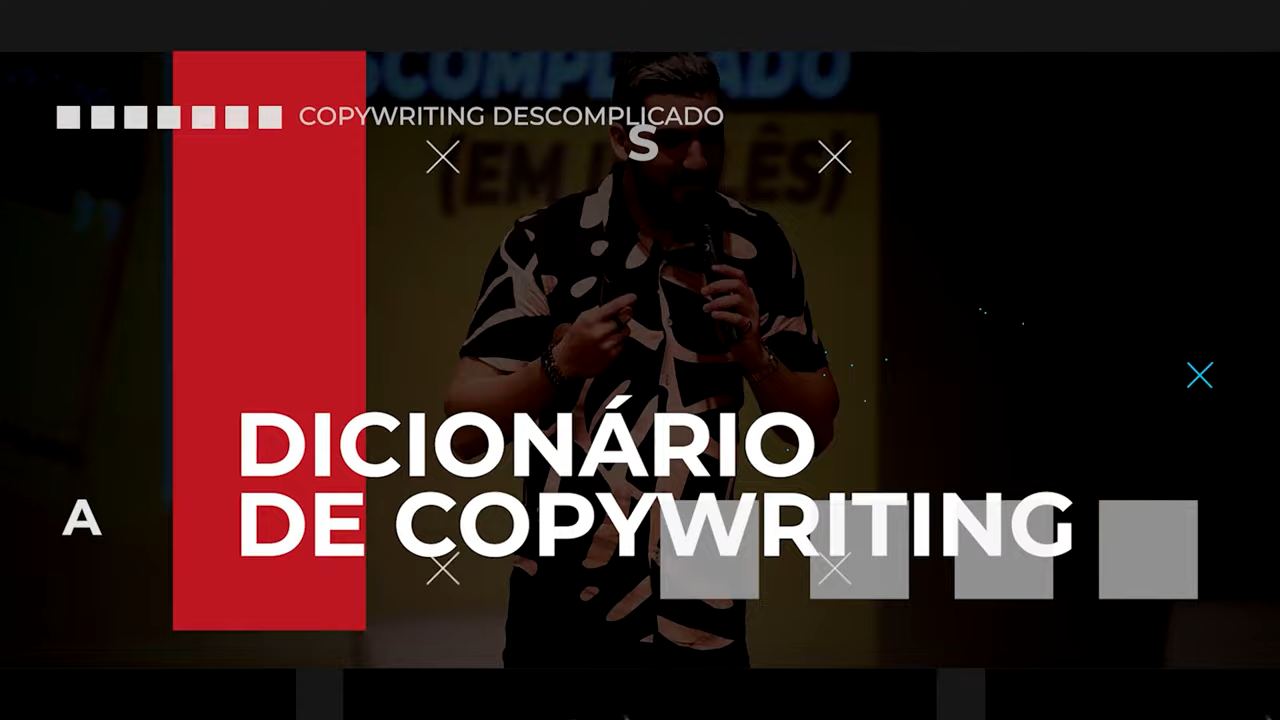 COPYWRITING DESCOMPLICADO
S
DICIONÁRIO
DE COPYWRITING
A